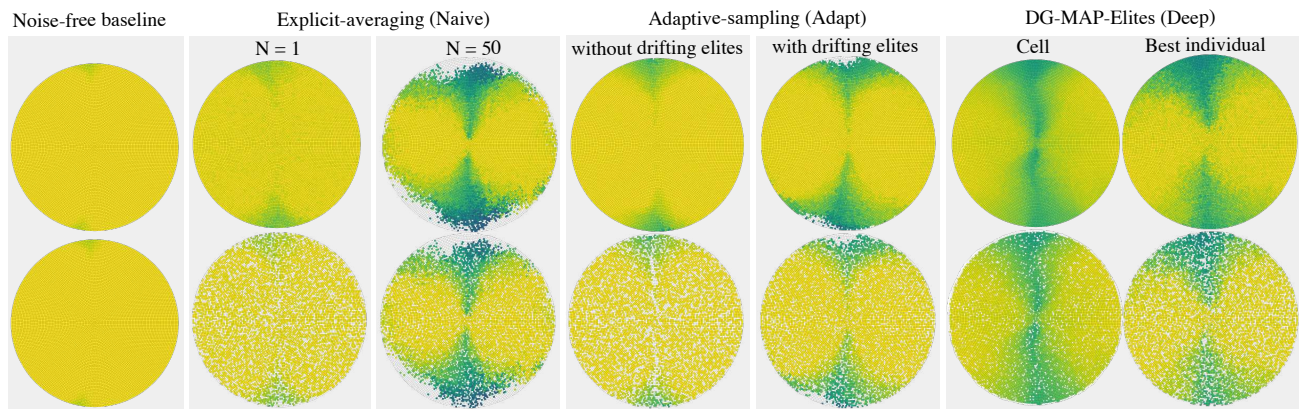 Noise-free baseline Explicit-averaging (Naive) Adaptive-sampling (Adapt) DG-MAP-Elites (Deep)
N = 1 N = 50 without drifting elites with drifting elites Cell Best individual